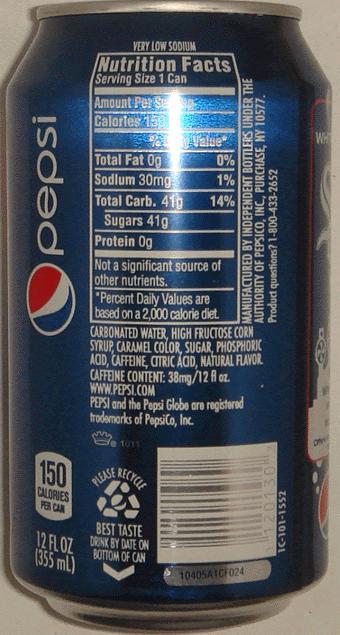 VERY LOW SODIUM
Nutrition Facts
Serving Size 1 Can
Amount Per
Calories 150
% Value*
Total Fat 0g 0%
Sodium 30mg 1%
Total Carb. 41g 14%
Sugars 41g
Protein 0g
Not a significant source of
other nutrients.
*Percent Daily Values are
based on a 2,000 calorie diet.
CARBONATED WATER, HIGH FRUCTOSE CORN
SYRUP, CARAMEL COLOR, SUGAR, PHOSPHORIC
ACID, CAFFEINE, CITRIC ACID, NATURAL FLAVOR
CAFFEINE CONTENT: 38mg/12 fl oz.
WWW.PEPSI.COM
PEPSI and the Pepsi Globe are registered
trademarks of PepsiCo, Inc.
® 1011
MANUFACTURED BY INDEPENDENT BOTTLERS UNDER THE
AUTHORITY OF PEPSICO, INC., PURCHASE, NY 10577.
Product questions? 1-800-433-2652
pepsi
150
CALORIES
PER CAN
12 FL OZ
(355 mL)
PLEASE RECYCLE
BEST TASTE
DRINK BY DATE ON
BOTTOM OF CAN
10405A1CF024
1C-101-1552